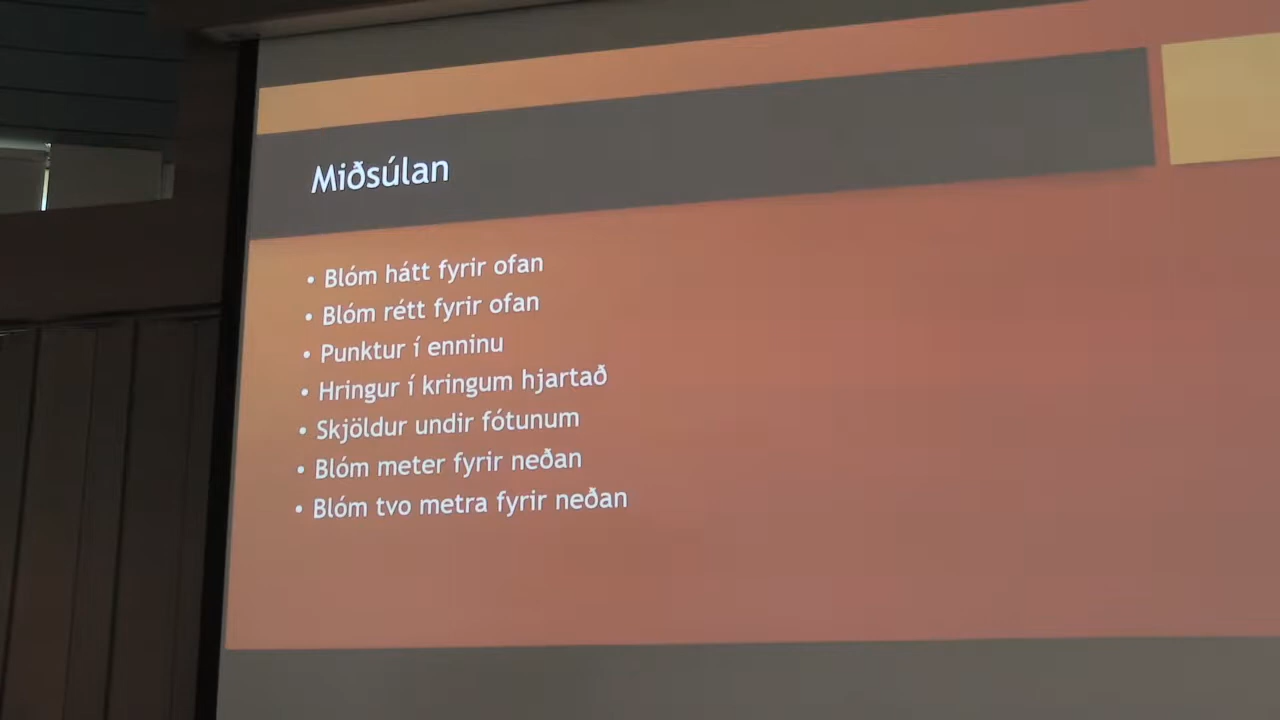 Miðsúlan
• Blóm hátt fyrir ofan
• Blóm rétt fyrir ofan
• Punktur í enninu
• Hringur í kringum hjartað
• Skjöldur undir fótunum
• Blóm meter fyrir neðan
• Blóm tvo metra fyrir neðan